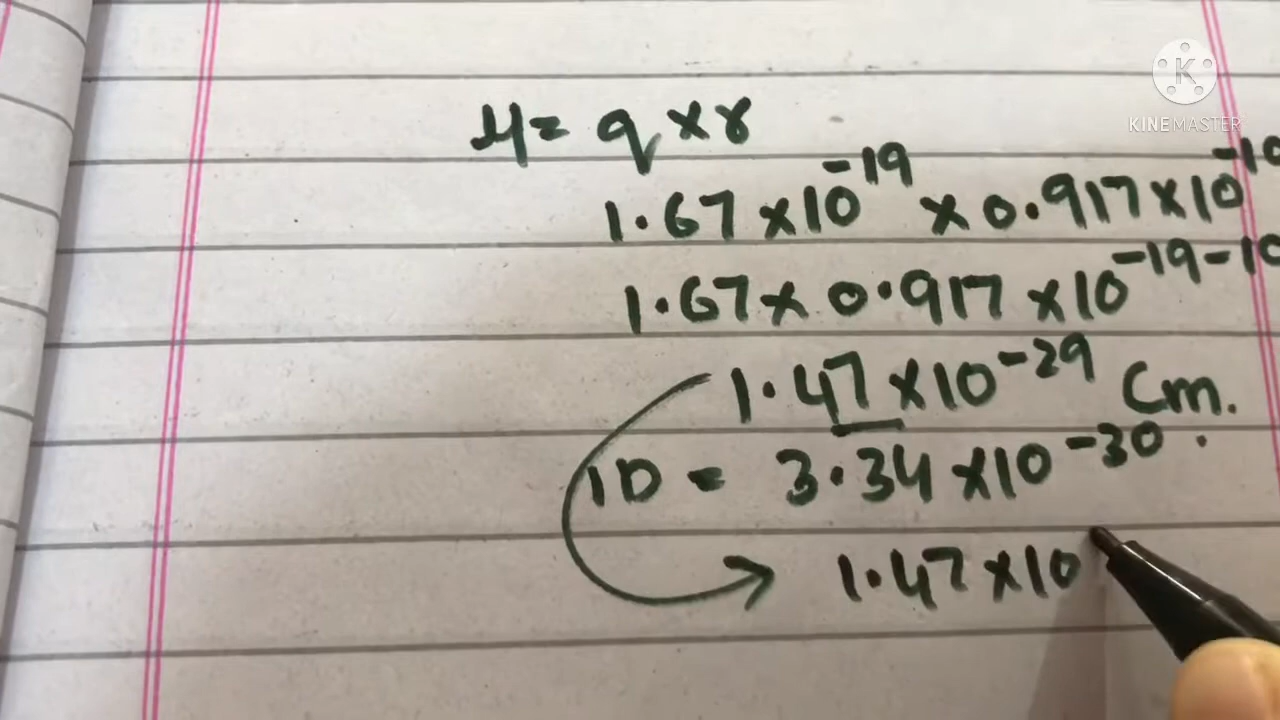 K
KINEMASTER
μ = q × r
1.67 × 10^-19 × 0.917 × 10^-10
1.67 × 0.917 × 10^-19-10
1.47 × 10^-29 Cm.
1D = 3.34 × 10^-30.
1.47 × 10